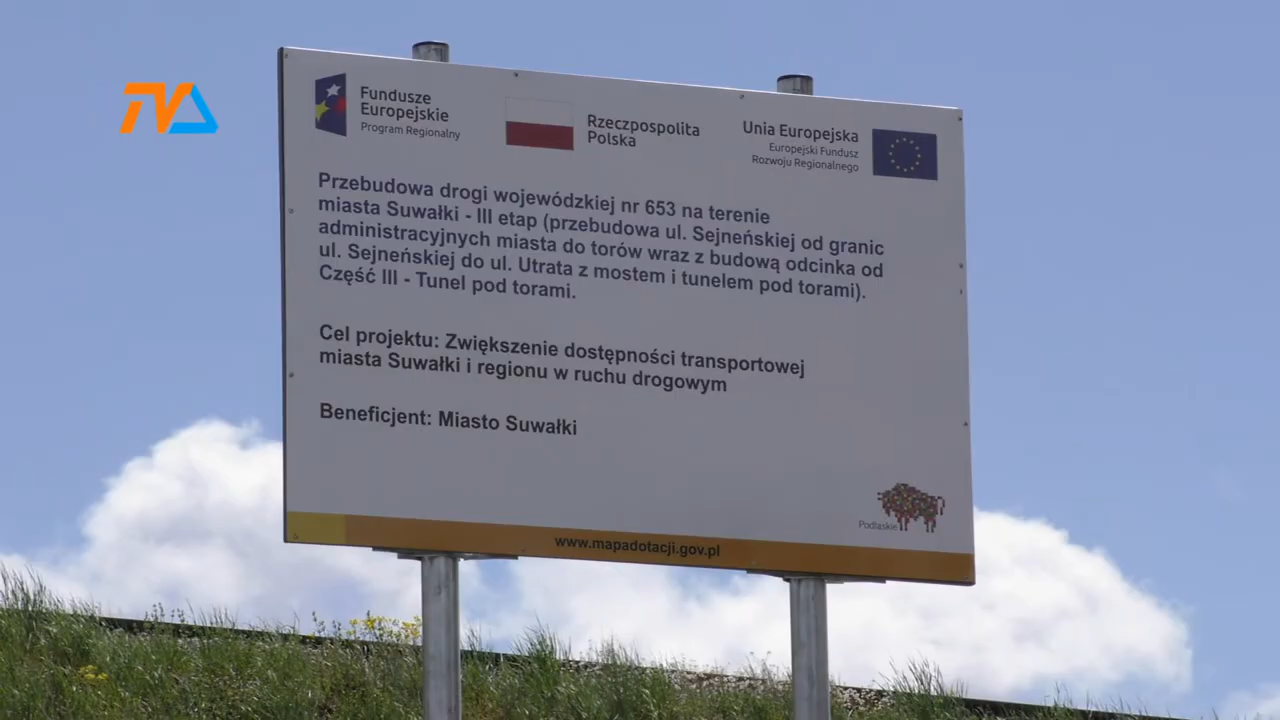 TVA
Fundusze
Europejskie
Program Regionalny
Rzeczpospolita
Polska
Unia Europejska
Europejski Fundusz
Rozwoju Regionalnego
Przebudowa drogi wojewódzkiej nr 653 na terenie
miasta Suwałki - III etap (przebudowa ul. Sejneńskiej od granic
administracyjnych miasta do torów wraz z budową odcinka od
ul. Sejneńskiej do ul. Utrata z mostem i tunelem pod torami).
Część III - Tunel pod torami.
Cel projektu: Zwiększenie dostępności transportowej
miasta Suwałki i regionu w ruchu drogowym
Beneficjent: Miasto Suwałki
Podlaskie
www.mapadotacji.gov.pl